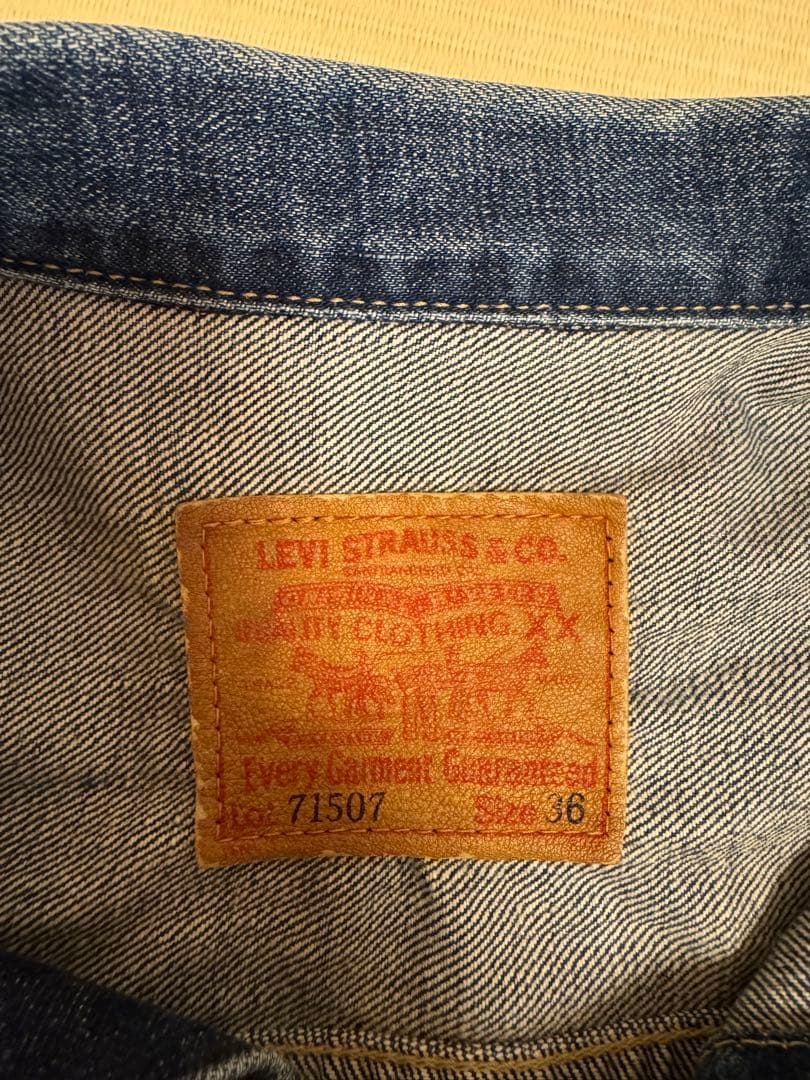 LEVI STRAUSS & CO.
QUALITY CLOTHING XX
Every Garment Guaranteed
Lot 71507 Size 36